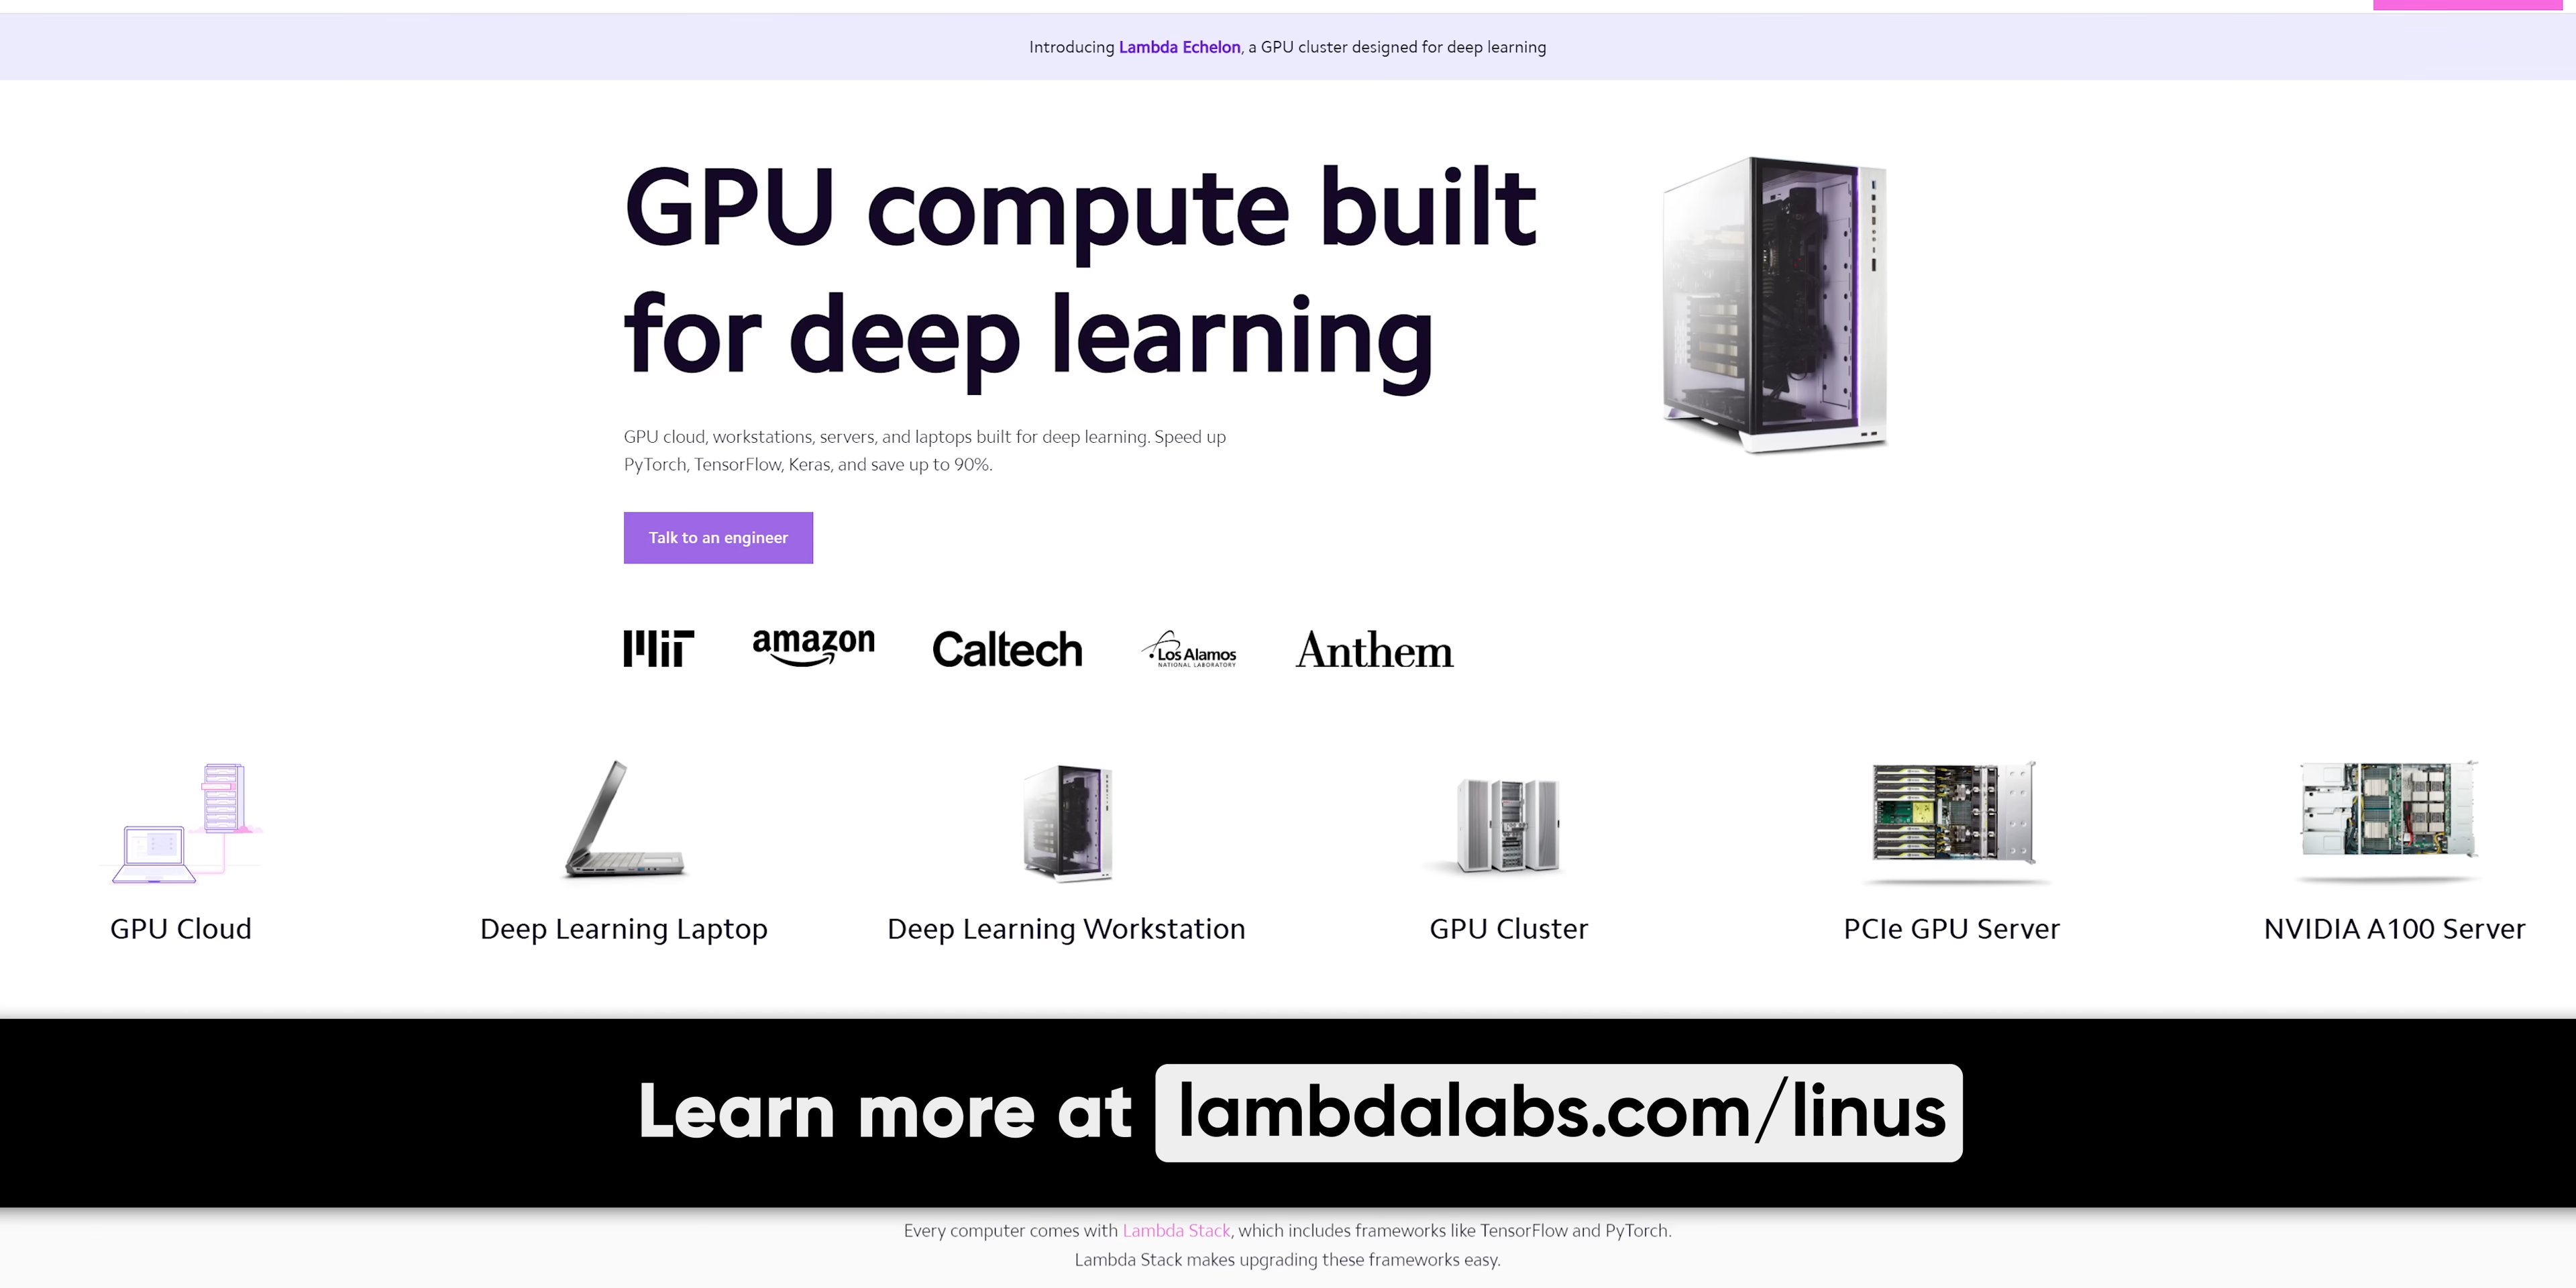 Introducing Lambda Echelon, a GPU cluster designed for deep learning
GPU compute built
for deep learning
GPU cloud, workstations, servers, and laptops built for deep learning. Speed up
PyTorch, TensorFlow, Keras, and save up to 90%.
Talk to an engineer
MIT amazon Caltech Los Alamos NATIONAL LABORATORY Anthem
GPU Cloud Deep Learning Laptop Deep Learning Workstation GPU Cluster PCIe GPU Server NVIDIA A100 Server
Learn more at lambdalabs.com/linus
Every computer comes with Lambda Stack, which includes frameworks like TensorFlow and PyTorch.
Lambda Stack makes upgrading these frameworks easy.